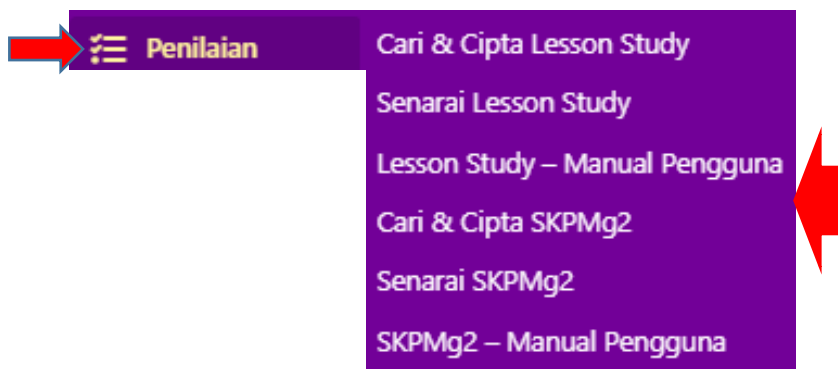 Penilaian
Cari & Cipta Lesson Study
Senarai Lesson Study
Lesson Study – Manual Pengguna
Cari & Cipta SKPMg2
Senarai SKPMg2
SKPMg2 – Manual Pengguna